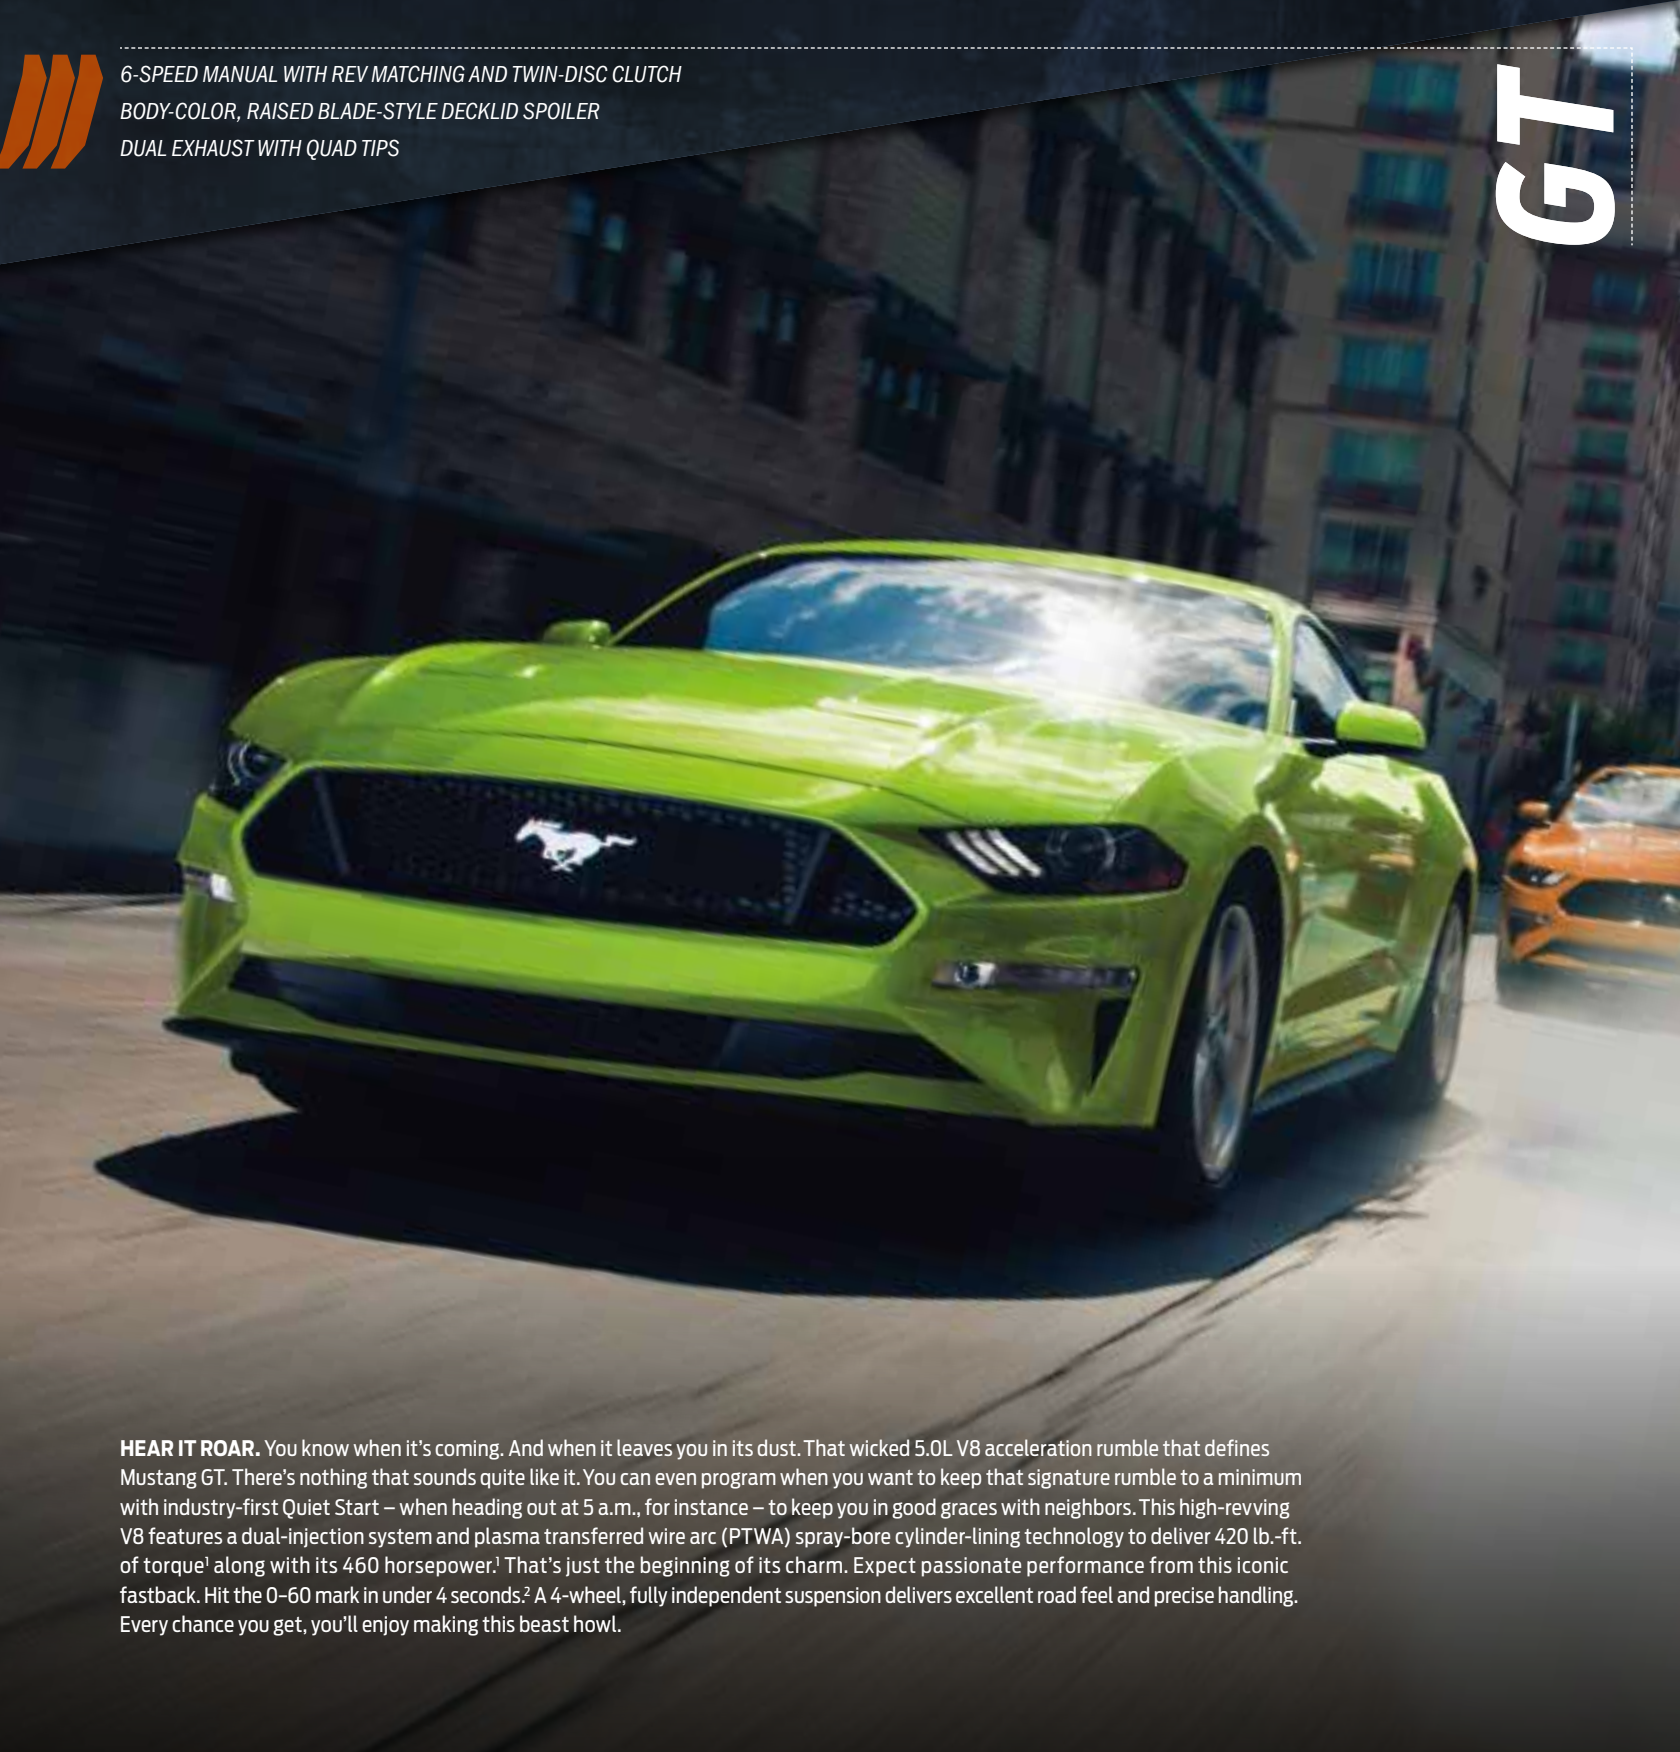 6-SPEED MANUAL WITH REV MATCHING AND TWIN-DISC CLUTCH
BODY-COLOR, RAISED BLADE-STYLE DECKLID SPOILER
DUAL EXHAUST WITH QUAD TIPS
GT
HEAR IT ROAR. You know when it’s coming. And when it leaves you in its dust. That wicked 5.0L V8 acceleration rumble that defines
Mustang GT. There’s nothing that sounds quite like it. You can even program when you want to keep that signature rumble to a minimum
with industry-first Quiet Start – when heading out at 5 a.m., for instance – to keep you in good graces with neighbors. This high-revving
V8 features a dual-injection system and plasma transferred wire arc (PTWA) spray-bore cylinder-lining technology to deliver 420 lb.-ft.
of torque¹ along with its 460 horsepower.¹ That’s just the beginning of its charm. Expect passionate performance from this iconic
fastback. Hit the 0–60 mark in under 4 seconds.² A 4-wheel, fully independent suspension delivers excellent road feel and precise handling.
Every chance you get, you’ll enjoy making this beast howl.